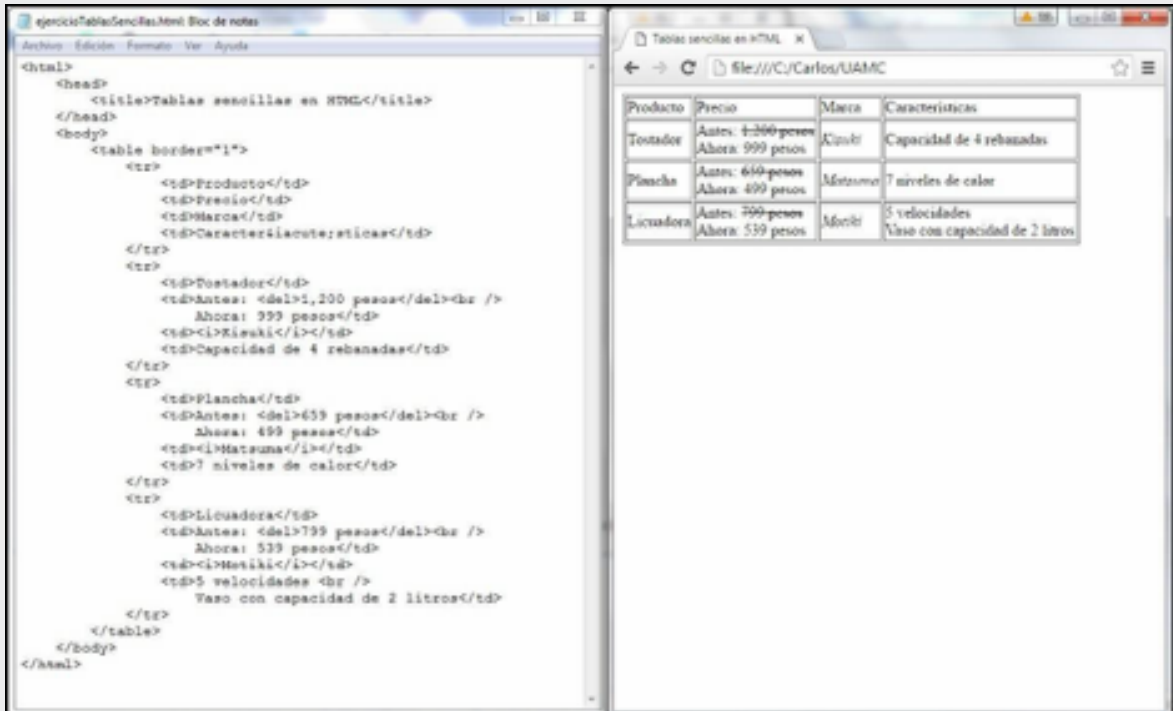 ejercicioTablasSencillas.html: Bloc de notas
Archivo Edición Formato Ver Ayuda
<html>
<head>
<title>Tablas sencillas en HTML</title>
</head>
<body>
<table border="1">
<tr>
<td>Producto</td>
<td>Precio</td>
<td>Marca</td>
<td>Caracter&iacute;sticas</td>
</tr>
<tr>
<td>Tostador</td>
<td>Antes: <del>1,200 pesos</del><br />
Ahora: 999 pesos</td>
<td><i></i></td>
<td>Capacidad de 4 rebanadas</td>
</tr>
<tr>
<td>Plancha</td>
<td>Antes: <del>659 pesos</del><br />
Ahora: 499 pesos</td>
<td><i>Matsuma</i></td>
<td>7 niveles de calor</td>
</tr>
<tr>
<td>Licuadora</td>
<td>Antes: <del>799 pesos</del><br />
Ahora: 539 pesos</td>
<td><i></i></td>
<td>5 velocidades <br />
Vaso con capacidad de 2 litros</td>
</tr>
</table>
</body>
</html>
Tablas sencillas en HTML
file:///C:/Carlos/UAMC
Producto Precio Marca Características
Tostador Antes: 1,200 pesos Capacidad de 4 rebanadas
Ahora: 999 pesos
Plancha Antes: 659 pesos Matsuma 7 niveles de calor
Ahora: 499 pesos
Licuadora Antes: 799 pesos 5 velocidades
Ahora: 539 pesos Vaso con capacidad de 2 litros